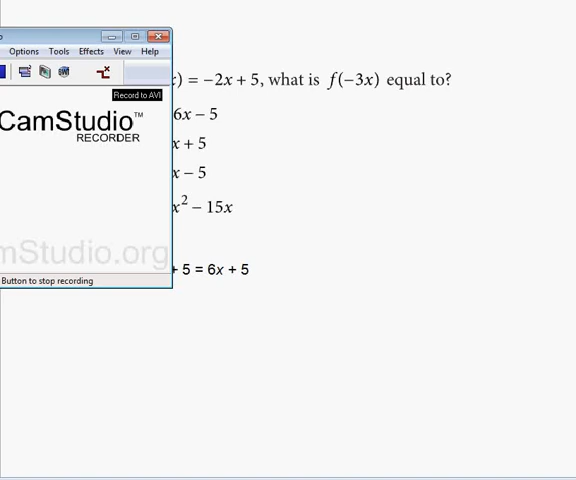 Options Tools Effects View Help
) = −2x + 5, what is f(−3x) equal to?
Record to AVI
6x − 5
CamStudio™
RECORDER
x + 5
x − 5
x² − 15x
mStudio.org
+ 5 = 6x + 5
Button to stop recording